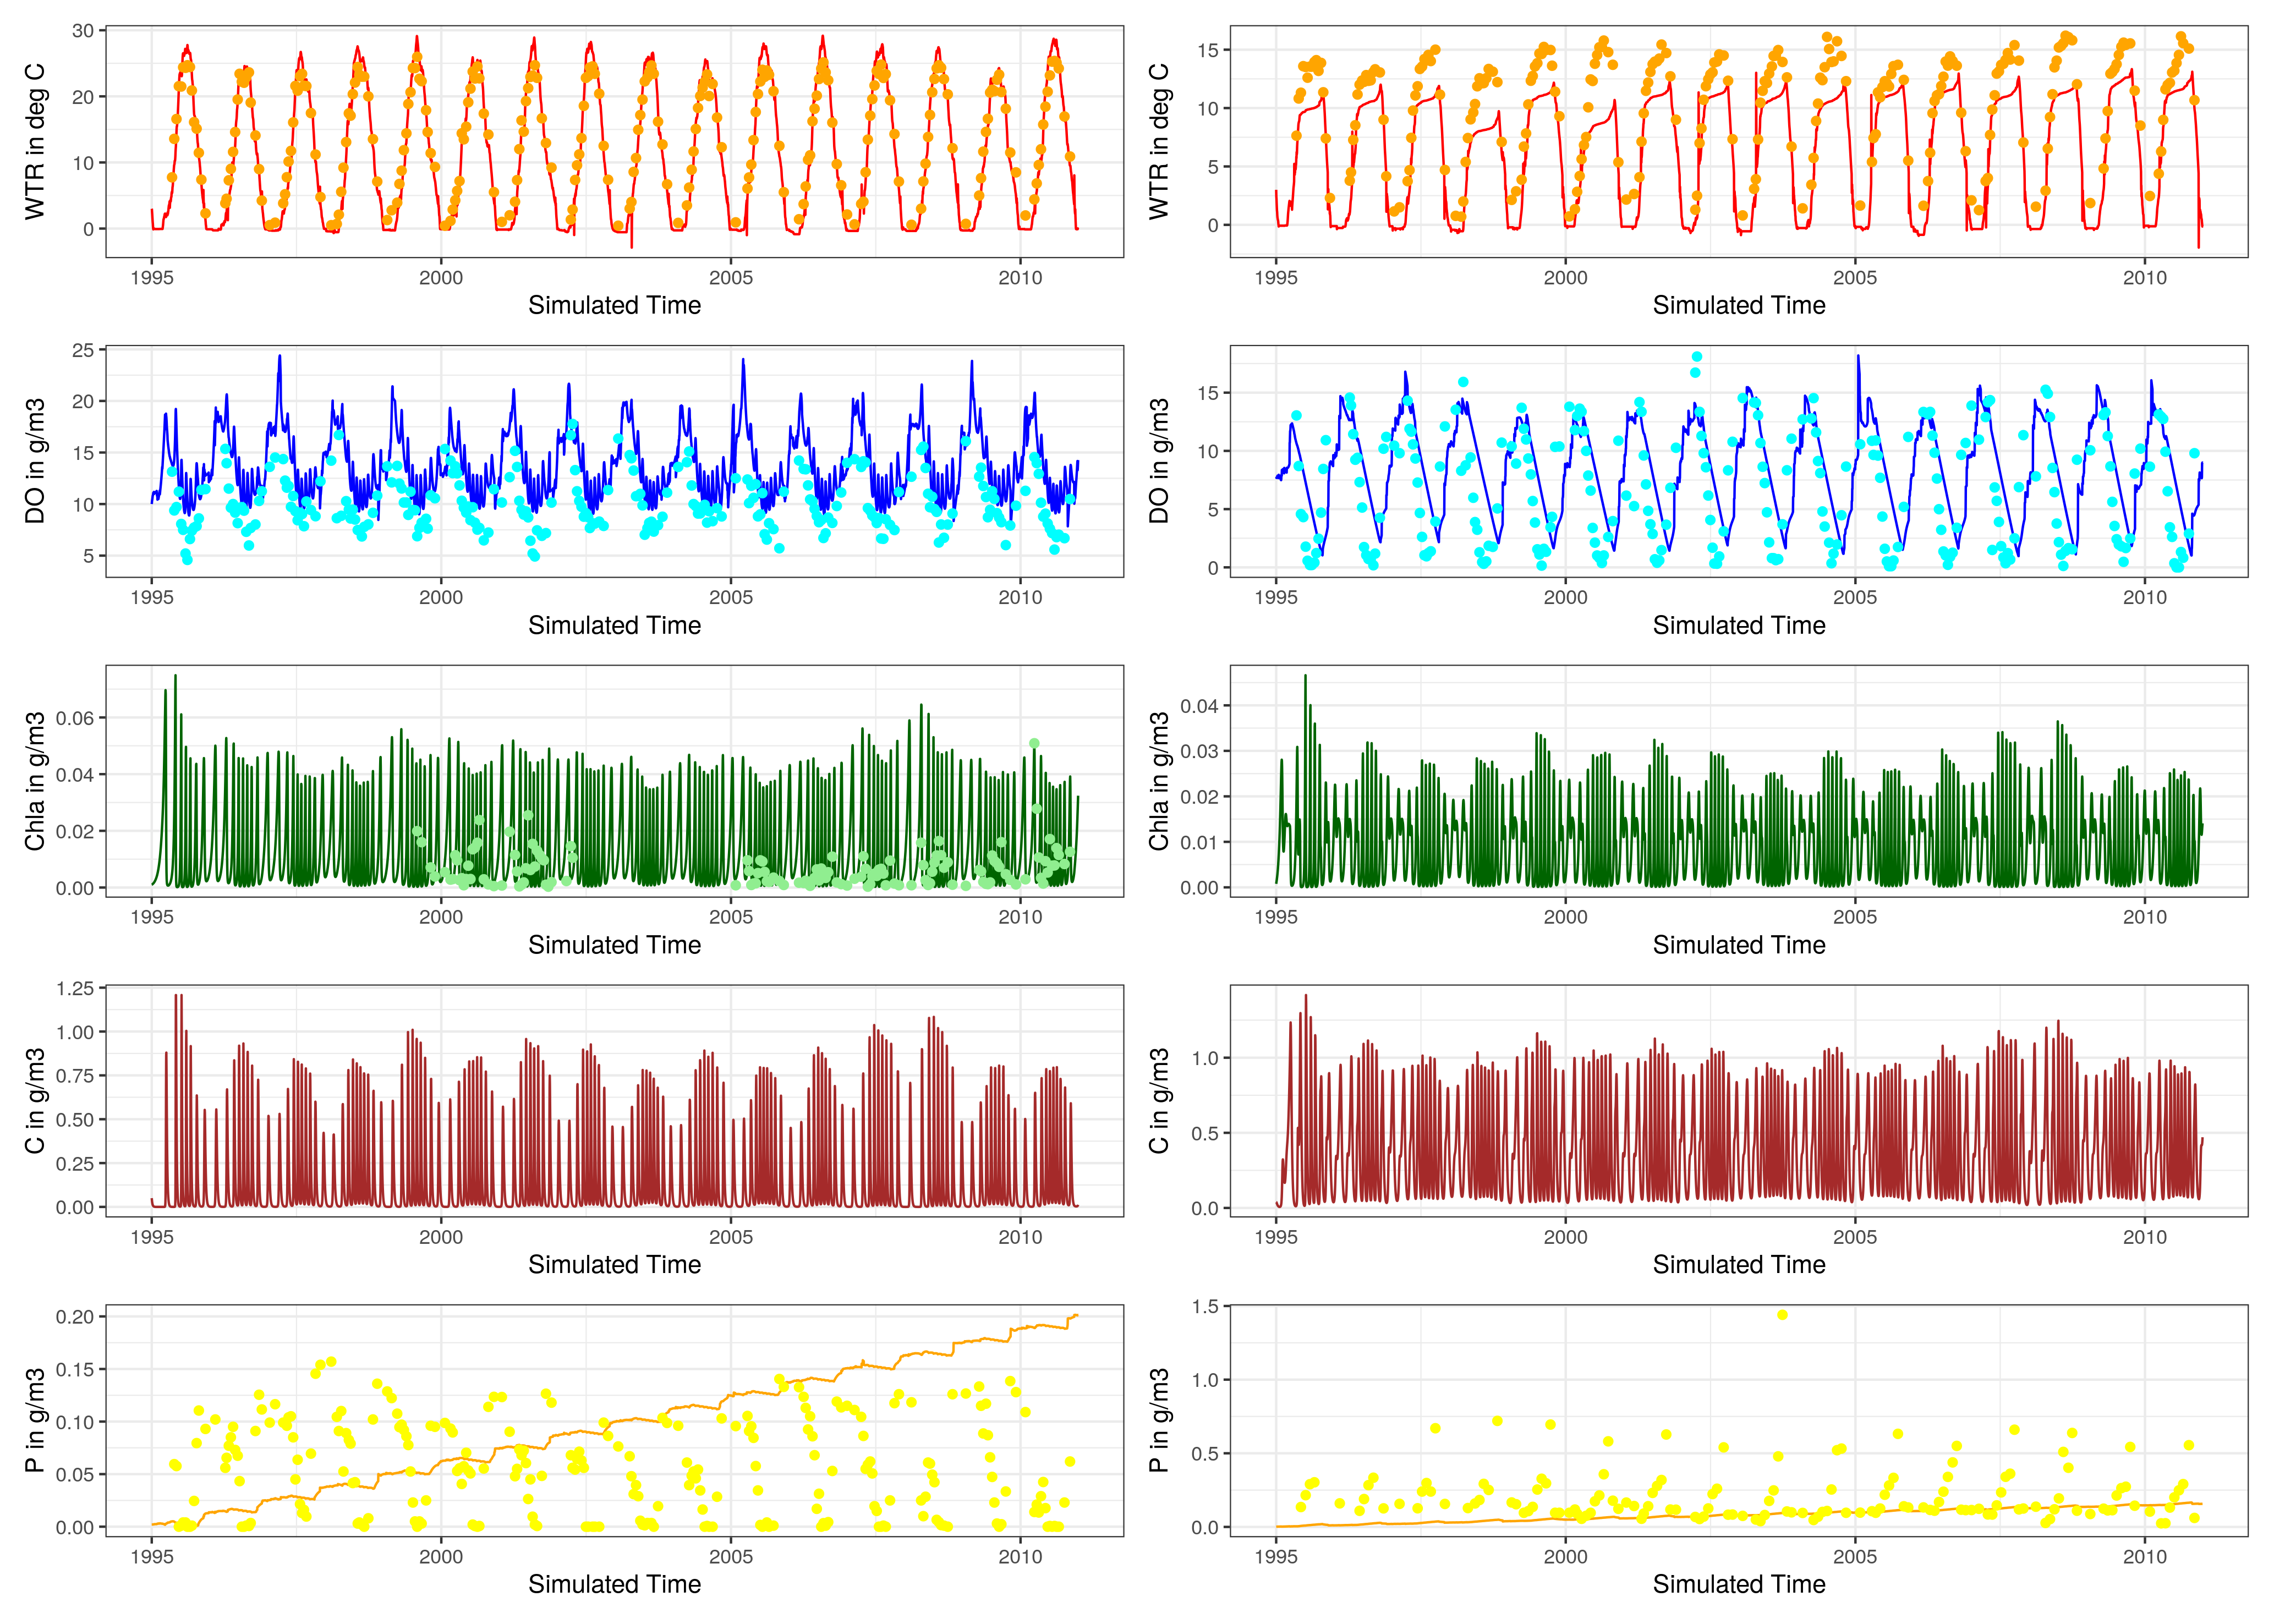 WTR in deg C
30
20
10
0
1995 2000 2005 2010
Simulated Time
WTR in deg C
15
10
5
0
1995 2000 2005 2010
Simulated Time
DO in g/m3
25
20
15
10
5
1995 2000 2005 2010
Simulated Time
DO in g/m3
15
10
5
0
1995 2000 2005 2010
Simulated Time
Chla in g/m3
0.06
0.04
0.02
0.00
1995 2000 2005 2010
Simulated Time
Chla in g/m3
0.04
0.03
0.02
0.01
0.00
1995 2000 2005 2010
Simulated Time
C in g/m3
1.25
1.00
0.75
0.50
0.25
0.00
1995 2000 2005 2010
Simulated Time
C in g/m3
1.0
0.5
0.0
1995 2000 2005 2010
Simulated Time
P in g/m3
0.20
0.15
0.10
0.05
0.00
1995 2000 2005 2010
Simulated Time
P in g/m3
1.5
1.0
0.5
0.0
1995 2000 2005 2010
Simulated Time